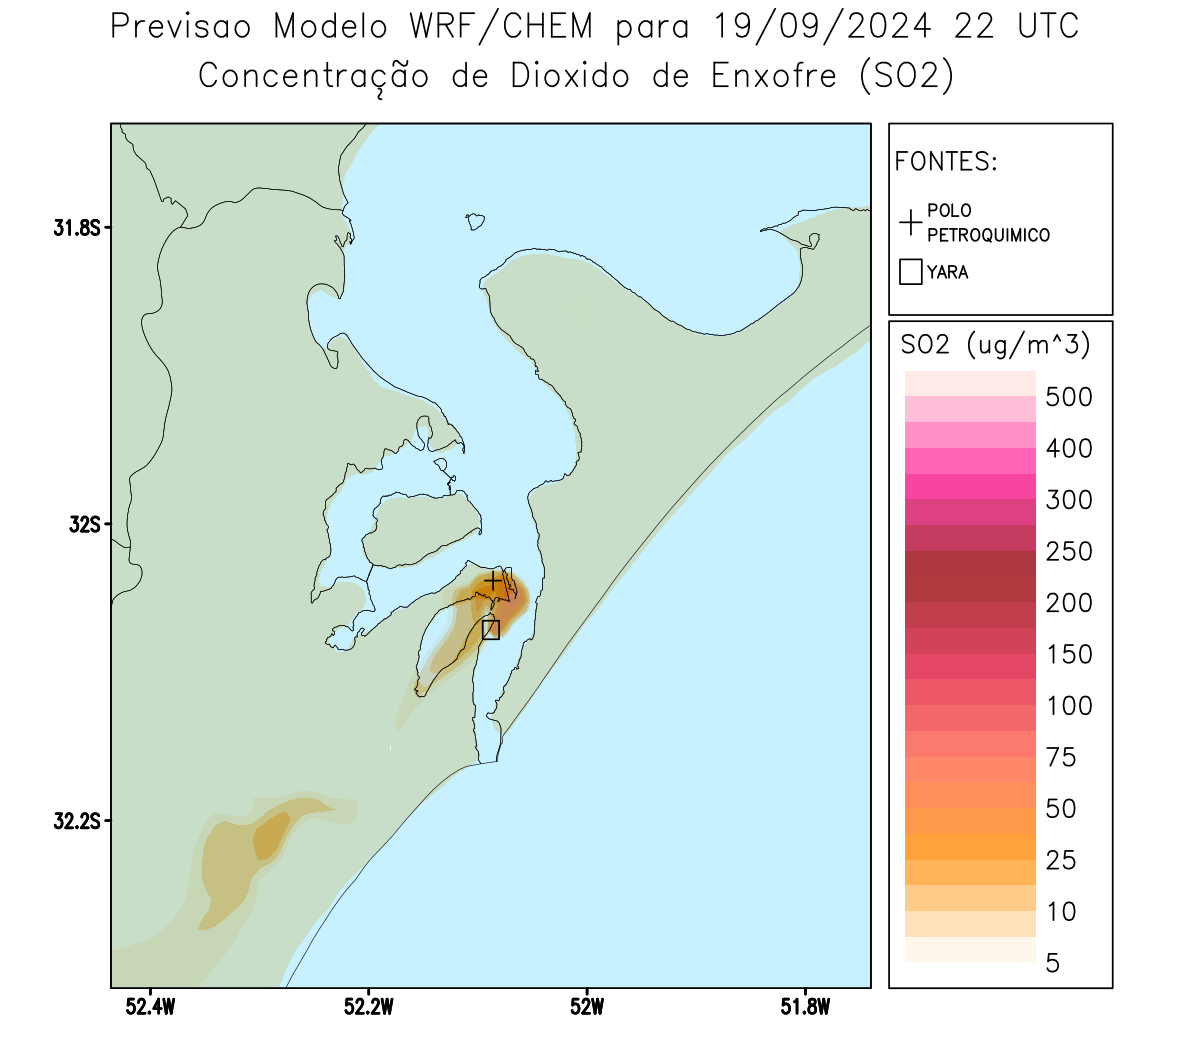 Previsao Modelo WRF/CHEM para 19/09/2024 22 UTC
Concentração de Dioxido de Enxofre (SO2)
FONTES:
POLO
PETROQUIMICO
YARA
31.8S
32S
32.2S
52.4W
52.2W
52W
51.8W
SO2 (ug/m^3)
500
400
300
250
200
150
100
75
50
25
10
5